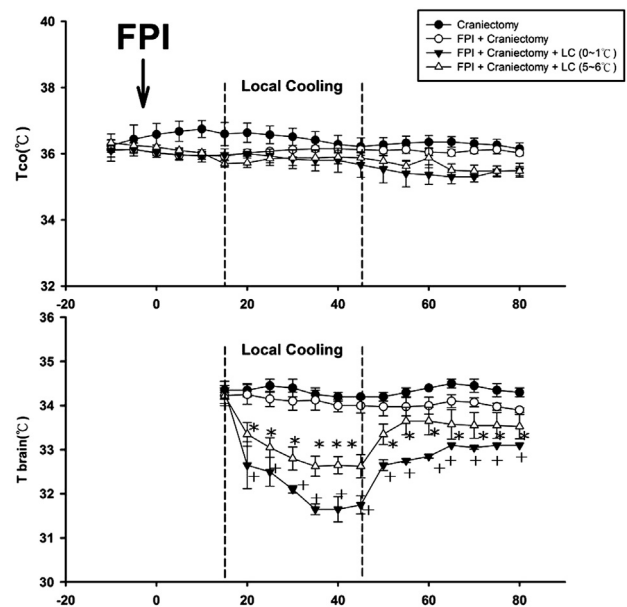 Craniectomy
FPI + Craniectomy
FPI + Craniectomy + LC (0~1℃)
FPI + Craniectomy + LC (5~6℃)
FPI
Local Cooling
Tco(℃)
40
38
36
34
32
-20 0 20 40 60 80
Local Cooling
T brain(℃)
36
35
34
33
32
31
30
-20 0 20 40 60 80